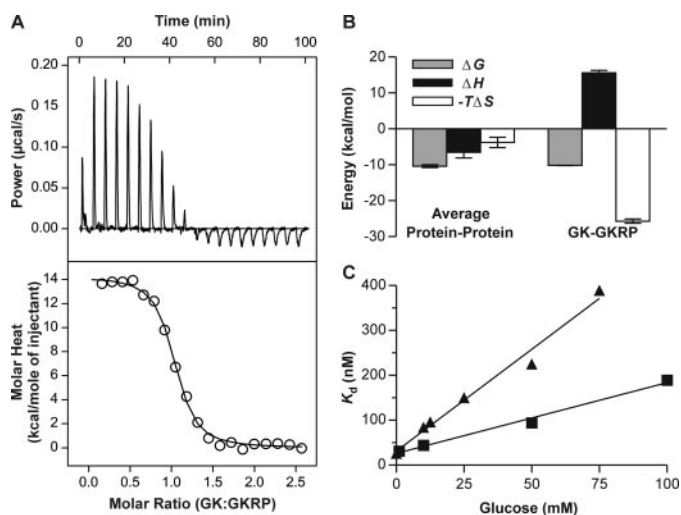 A
Time (min)
0 20 40 60 80 100
0.20
0.15
0.10
0.05
0.00
Power (µcal/s)
14
12
10
8
6
4
2
0
Molar Heat
(kcal/mole of injectant)
0.0 0.5 1.0 1.5 2.0 2.5
Molar Ratio (GK:GKRP)
B
20
10
0
-10
-20
-30
Energy (kcal/mol)
ΔG
ΔH
-TΔS
Average
Protein-Protein
GK-GKRP
C
400
300
200
100
0
Kd (nM)
0 25 50 75 100
Glucose (mM)